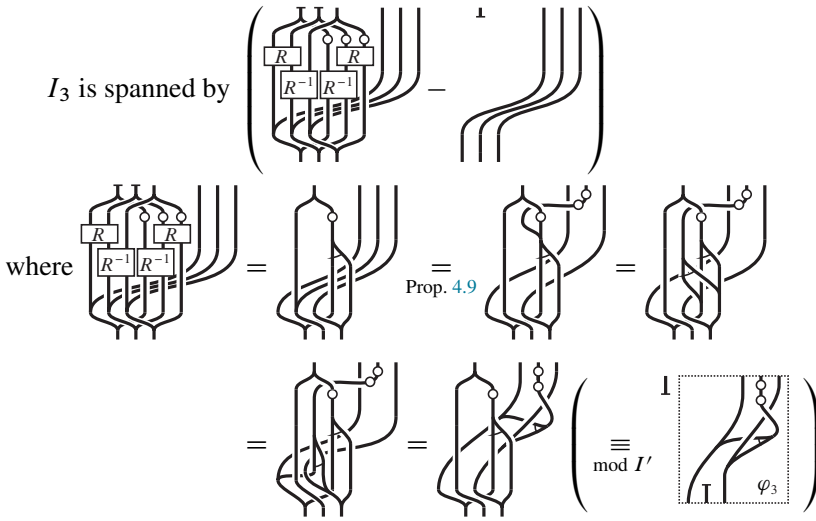 I₃ is spanned by
R R
R⁻¹ R⁻¹
−
where
R R
R⁻¹ R⁻¹
= = =
Prop. 4.9
= = ≡
mod I′
φ₃